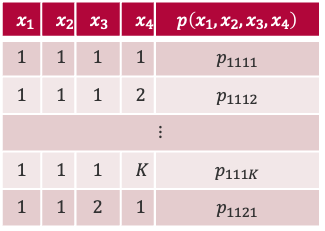 x₁ x₂ x₃ x₄ p(x₁, x₂, x₃, x₄)
1 1 1 1 p₁₁₁₁
1 1 1 2 p₁₁₁₂
⋮
1 1 1 K p₁₁₁K
1 1 2 1 p₁₁₂₁